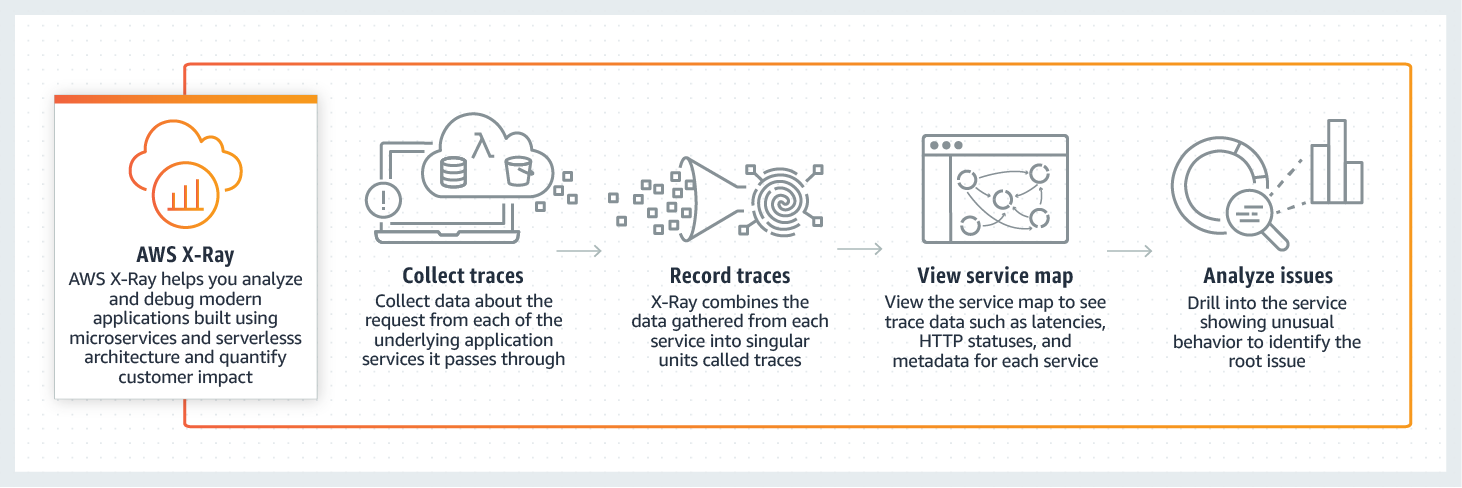 AWS X-Ray
AWS X-Ray helps you analyze
and debug modern
applications built using
microservices and serverlesss
architecture and quantify
customer impact
Collect traces
Collect data about the
request from each of the
underlying application
services it passes through
Record traces
X-Ray combines the
data gathered from each
service into singular
units called traces
View service map
View the service map to see
trace data such as latencies,
HTTP statuses, and
metadata for each service
Analyze issues
Drill into the service
showing unusual
behavior to identify the
root issue